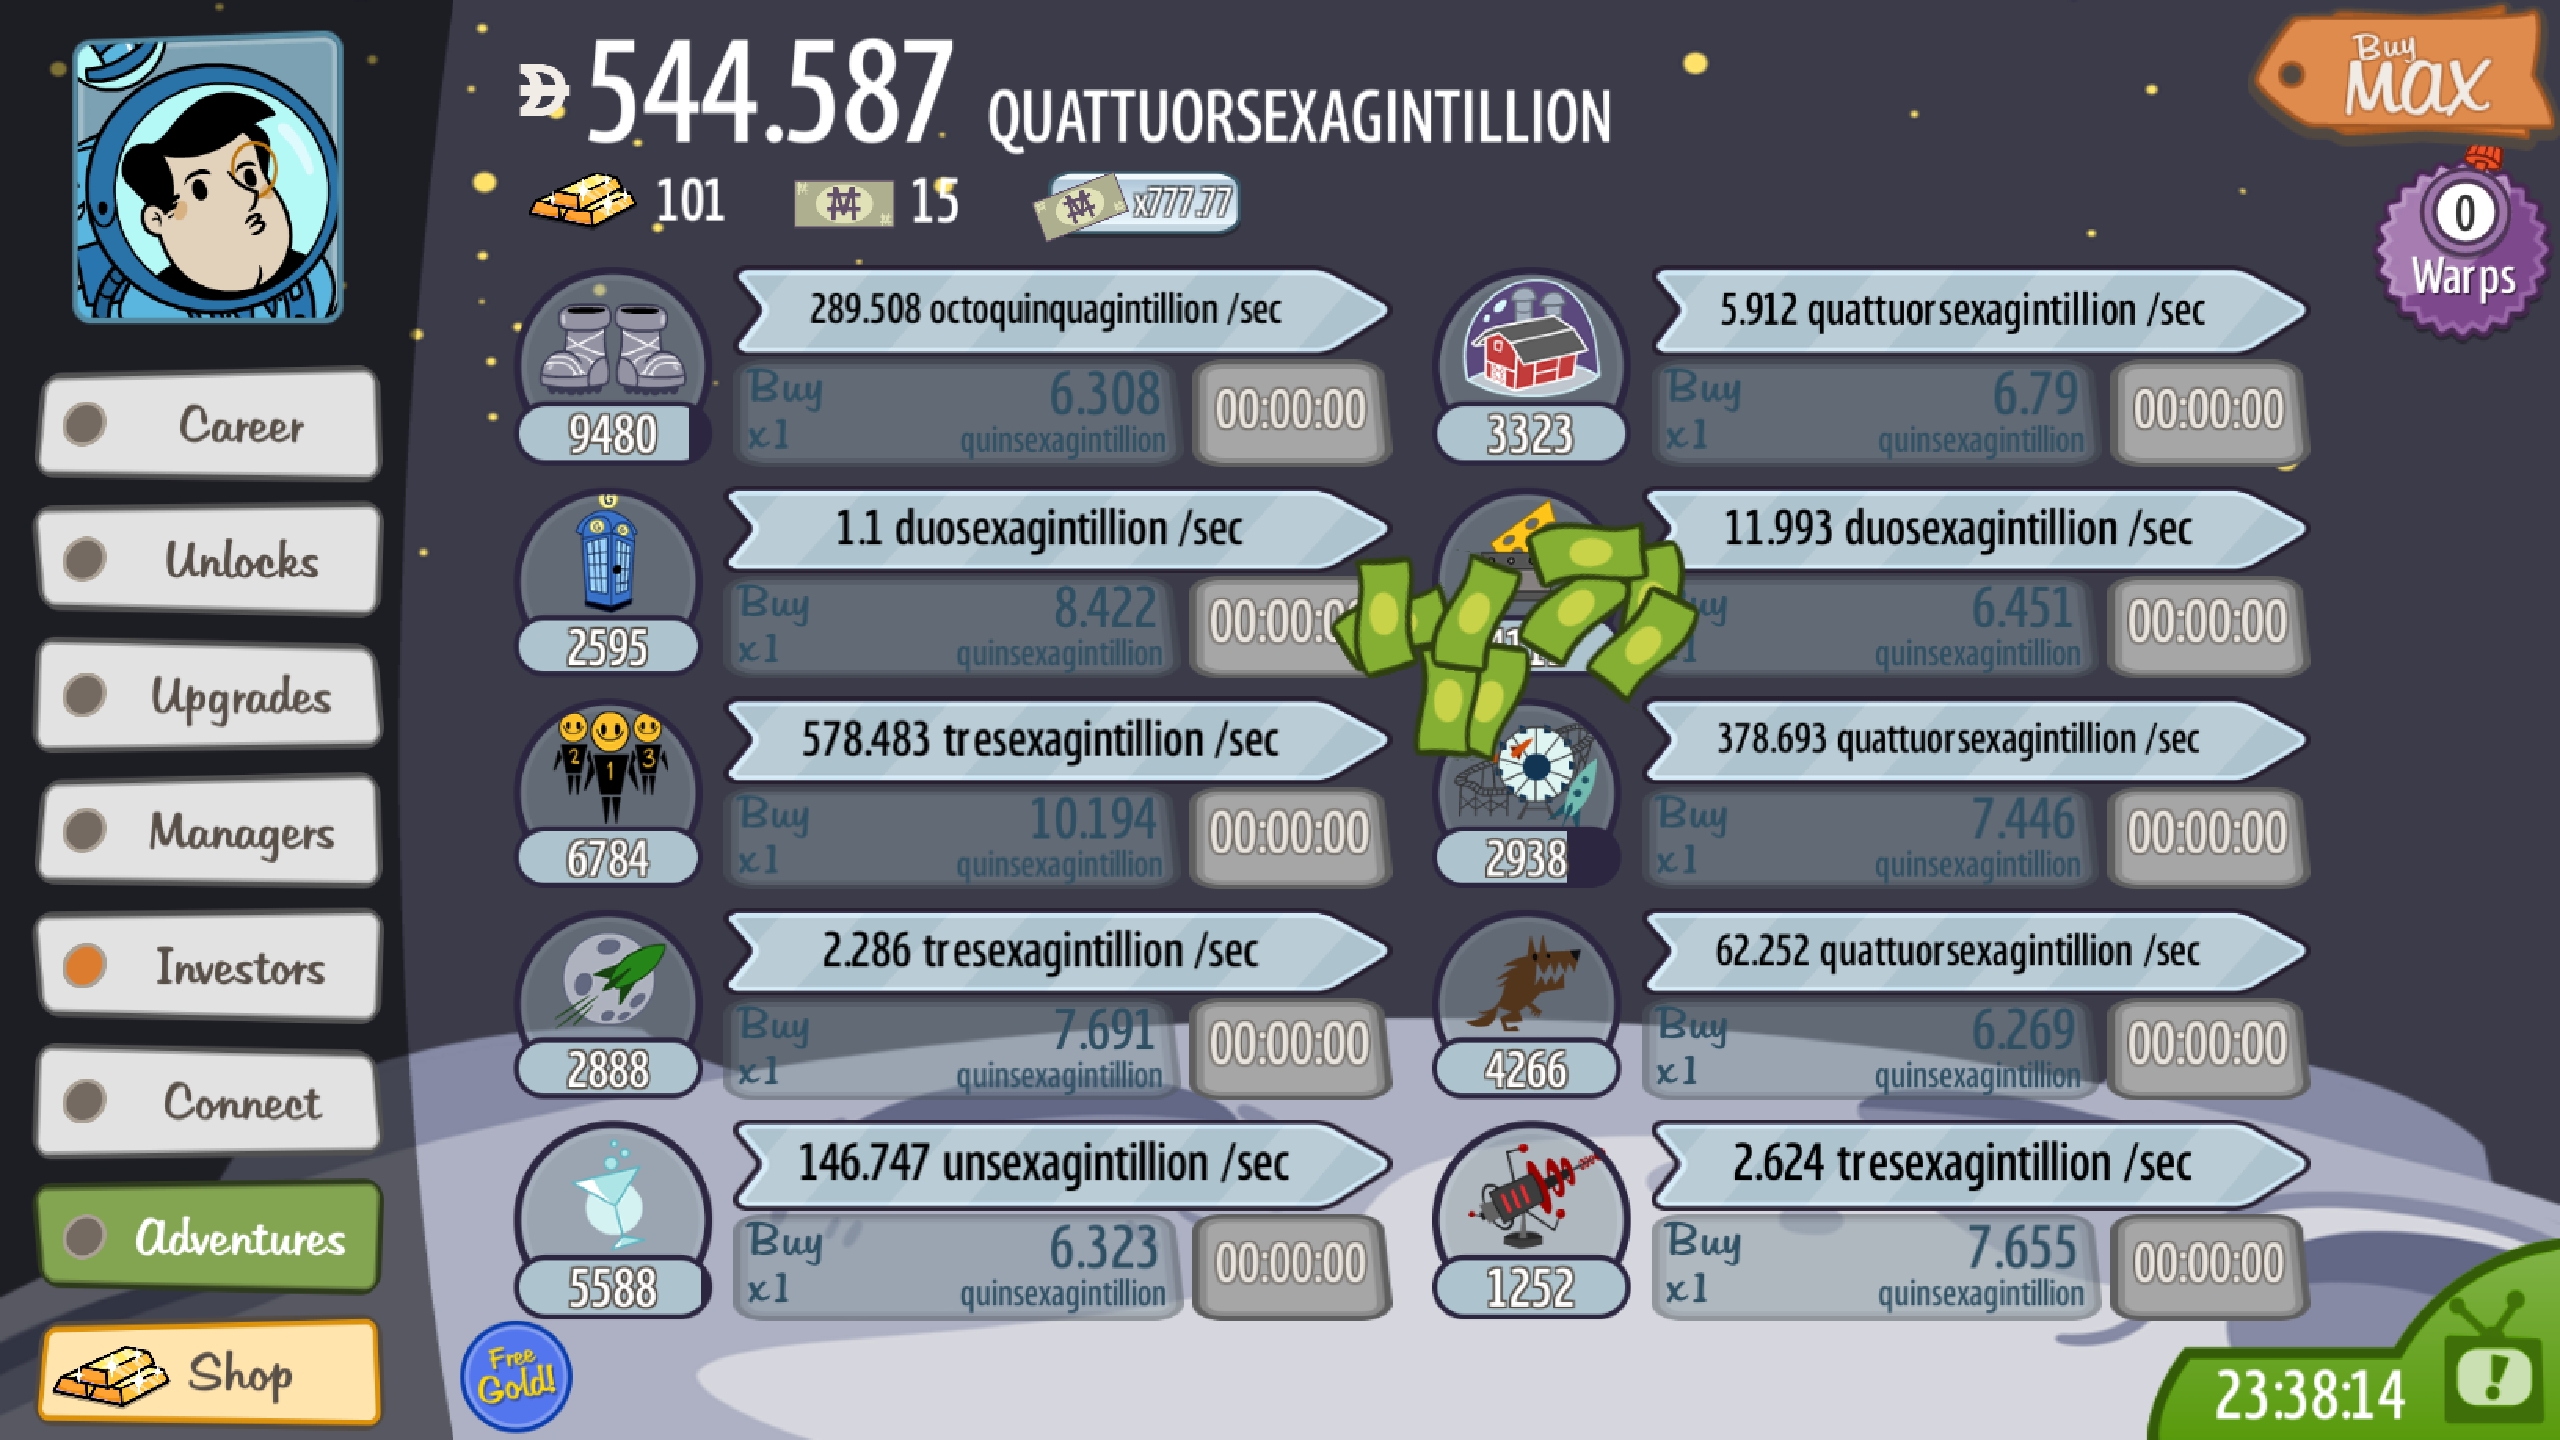 544.587 QUATTUORSEXAGINTILLION
101
15
x777.77
Buy
MAX
0
Warps
Career
Unlocks
Upgrades
Managers
Investors
Connect
Adventures
Shop
289.508 octoquinquagintillion /sec
Buy 6.308
x1 quinsexagintillion
00:00:00
9480
5.912 quattuorsexagintillion /sec
Buy 6.79
x1 quinsexagintillion
00:00:00
3323
1.1 duosexagintillion /sec
Buy 8.422
x1 quinsexagintillion
2595
11.993 duosexagintillion /sec
6.451
quinsexagintillion
00:00:00
578.483 tresexagintillion /sec
Buy 10.194
x1 quinsexagintillion
00:00:00
2 1 3
6784
378.693 quattuorsexagintillion /sec
Buy 7.446
x1 quinsexagintillion
00:00:00
2938
2.286 tresexagintillion /sec
Buy 7.691
x1 quinsexagintillion
00:00:00
2888
62.252 quattuorsexagintillion /sec
Buy 6.269
x1 quinsexagintillion
00:00:00
4266
146.747 unsexagintillion /sec
Buy 6.323
x1 quinsexagintillion
00:00:00
5588
2.624 tresexagintillion /sec
Buy 7.655
x1 quinsexagintillion
00:00:00
1252
Free
Gold!
23:38:14